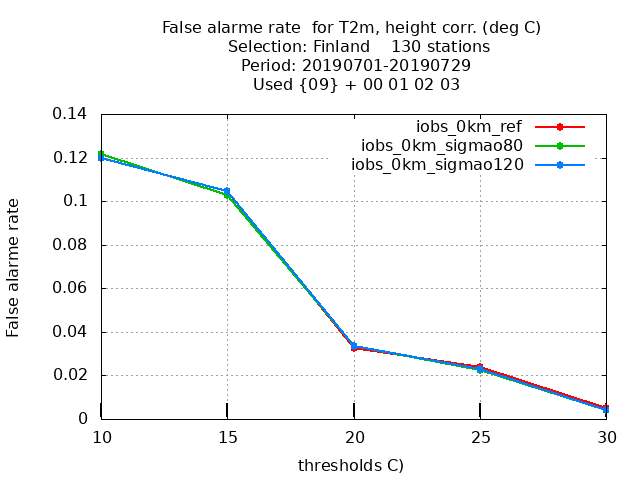 False alarme rate  for T2m, height corr. (deg C)
Selection: Finland    130 stations
Period: 20190701-20190729
Used {09} + 00 01 02 03
False alarme rate
0.14
0.12
0.1
0.08
0.06
0.04
0.02
0
iobs_0km_ref
iobs_0km_sigmao80
iobs_0km_sigmao120
10 15 20 25 30
thresholds C)